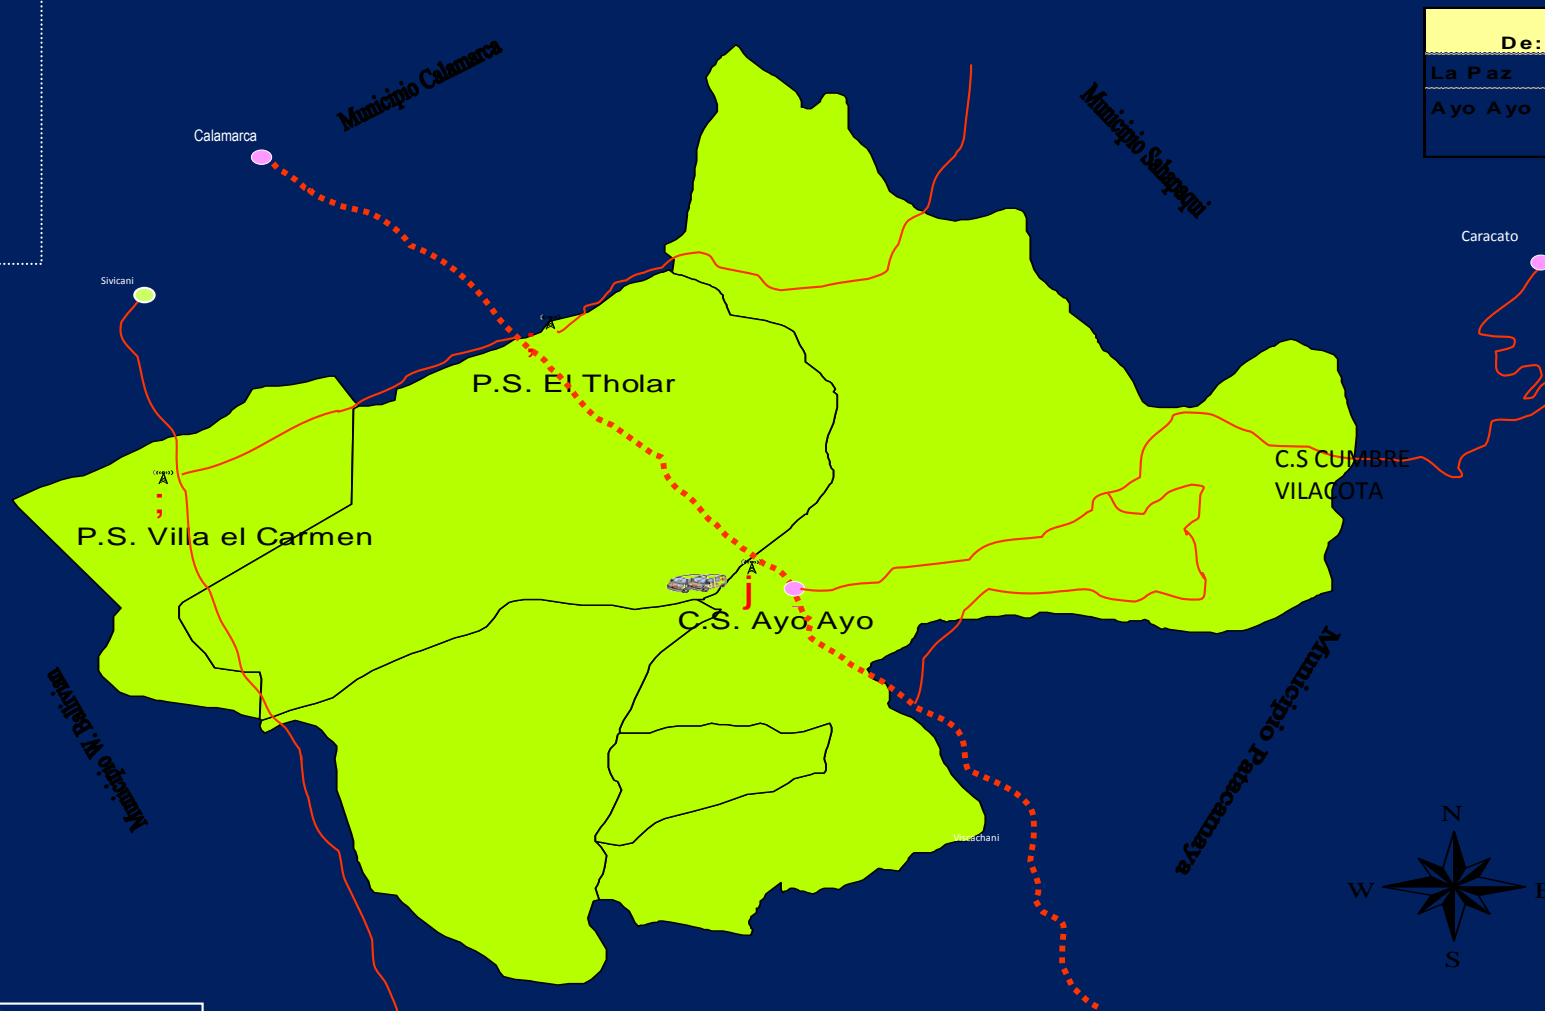 De:
La Paz
Ayo Ayo
Municipio Calamarca
Municipio Sahapaqui
Calamarca
Caracato
Sivicani
P.S. El Tholar
C.S CUMBRE
VILACOTA
P.S. Villa el Carmen
;
j
C.S. Ayo Ayo
Municipio W. Ballivian
Municipio Patacamaya
Viscachani
N
W
E
S